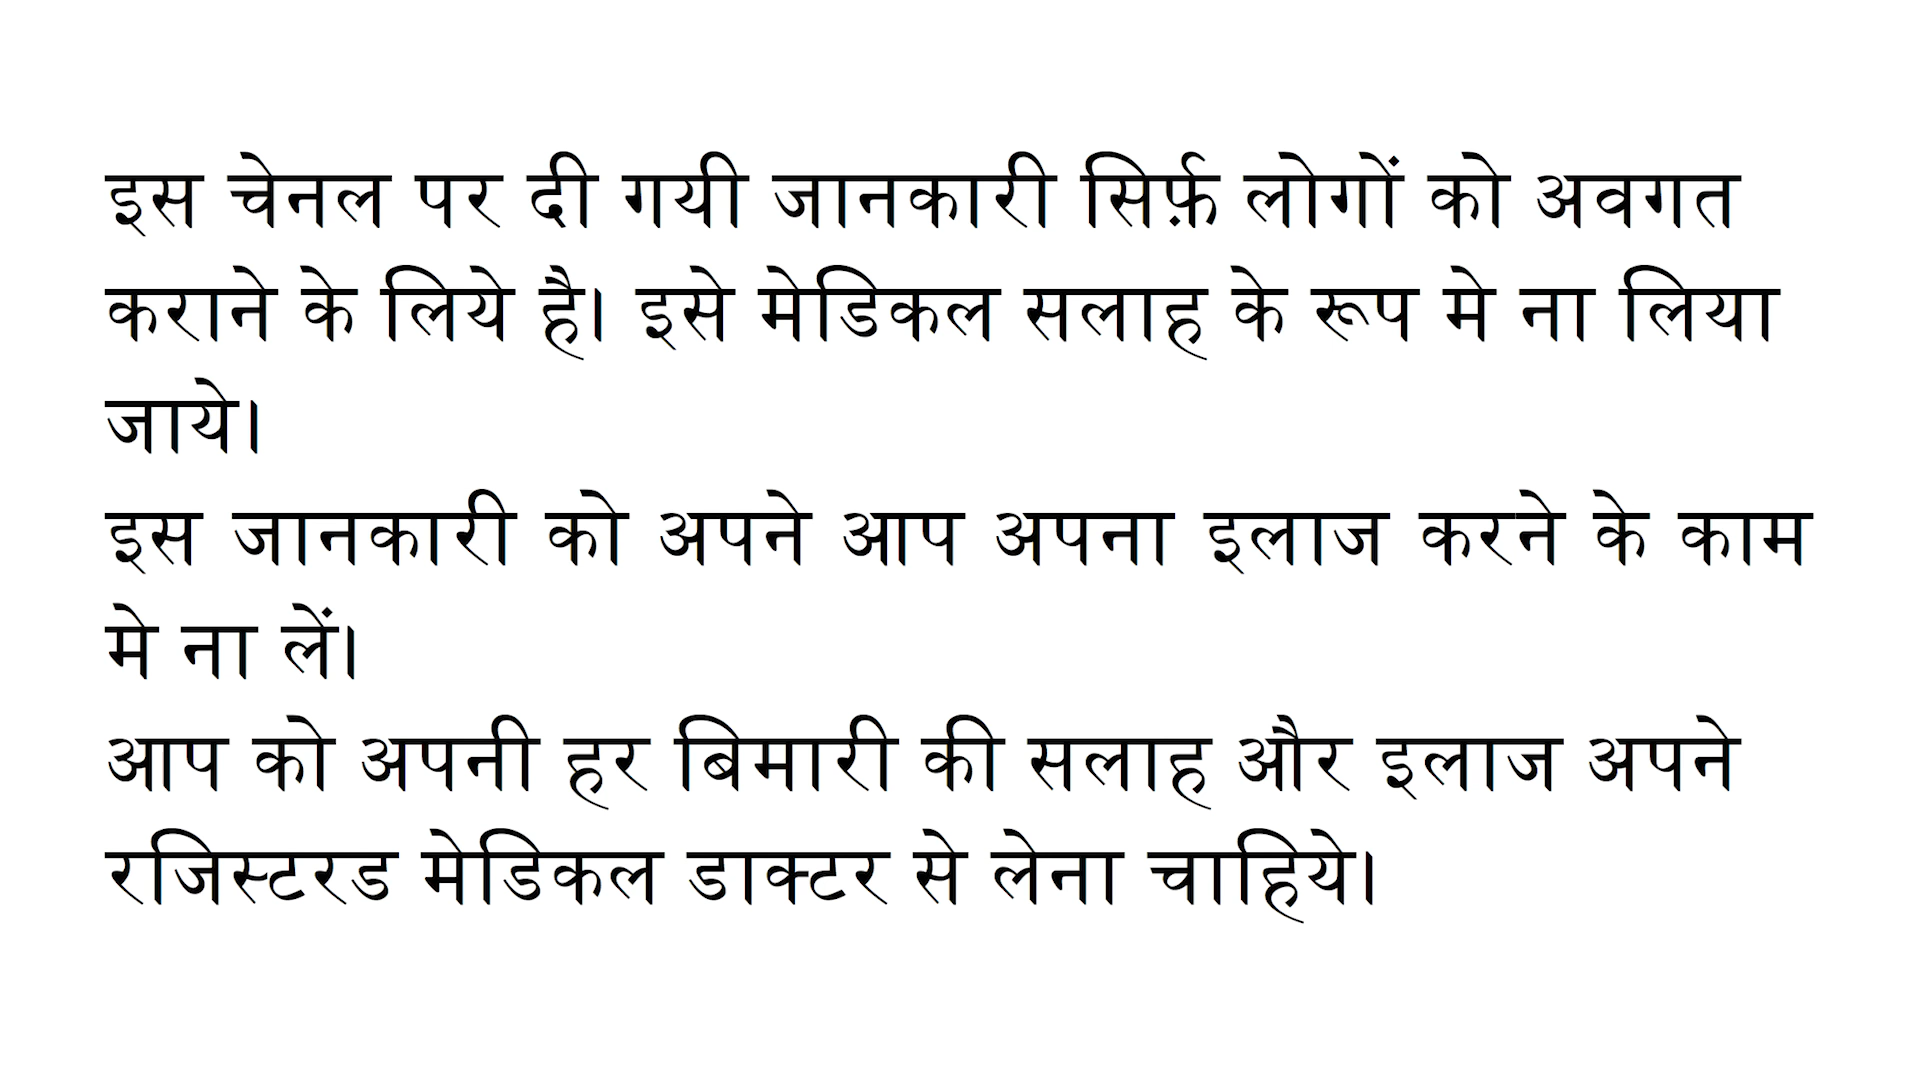 इस चेनल पर दी गयी जानकारी सिर्फ़ लोगों को अवगत
कराने के लिये है। इसे मेडिकल सलाह के रूप मे ना लिया
जाये।
इस जानकारी को अपने आप अपना इलाज करने के काम
मे ना लें।
आप को अपनी हर बिमारी की सलाह और इलाज अपने
रजिस्टरड मेडिकल डाक्टर से लेना चाहिये।